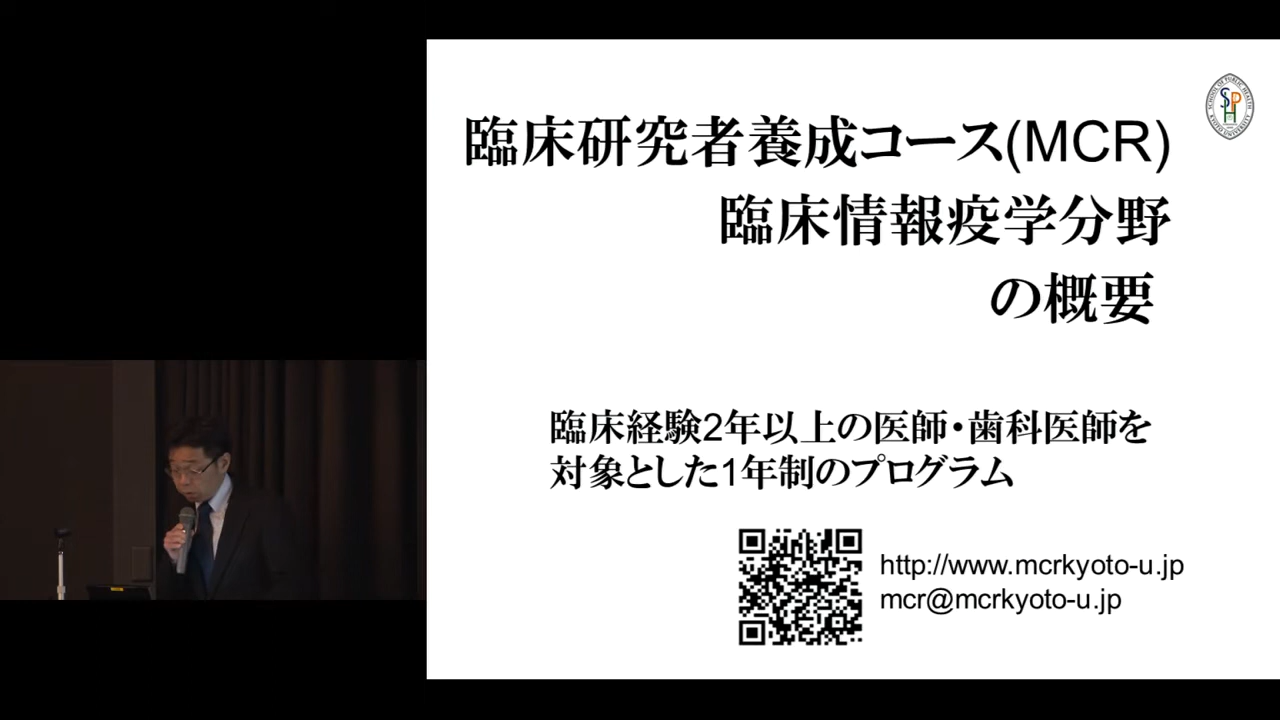 臨床研究者養成コース(MCR)
臨床情報疫学分野
の概要
臨床経験2年以上の医師・歯科医師を
対象とした1年制のプログラム
http://www.mcrkyoto-u.jp
mcr@mcrkyoto-u.jp